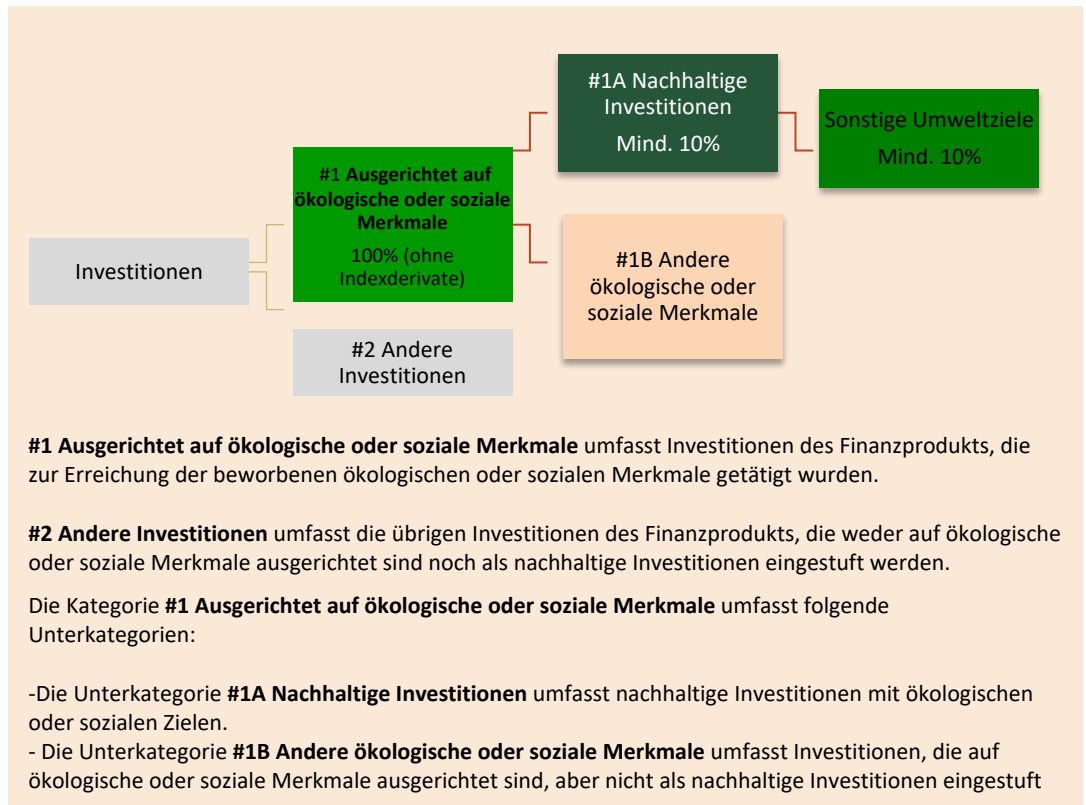 #1A Nachhaltige
Investitionen
Mind. 10%
Sonstige Umweltziele
Mind. 10%
#1 Ausgerichtet auf
ökologische oder soziale
Merkmale
100% (ohne
Indexderivate)
Investitionen
#1B Andere
ökologische oder
soziale Merkmale
#2 Andere
Investitionen
#1 Ausgerichtet auf ökologische oder soziale Merkmale umfasst Investitionen des Finanzprodukts, die
zur Erreichung der beworbenen ökologischen oder sozialen Merkmale getätigt wurden.
#2 Andere Investitionen umfasst die übrigen Investitionen des Finanzprodukts, die weder auf ökologische
oder soziale Merkmale ausgerichtet sind noch als nachhaltige Investitionen eingestuft werden.
Die Kategorie #1 Ausgerichtet auf ökologische oder soziale Merkmale umfasst folgende
Unterkategorien:
-Die Unterkategorie #1A Nachhaltige Investitionen umfasst nachhaltige Investitionen mit ökologischen
oder sozialen Zielen.
- Die Unterkategorie #1B Andere ökologische oder soziale Merkmale umfasst Investitionen, die auf
ökologische oder soziale Merkmale ausgerichtet sind, aber nicht als nachhaltige Investitionen eingestuft